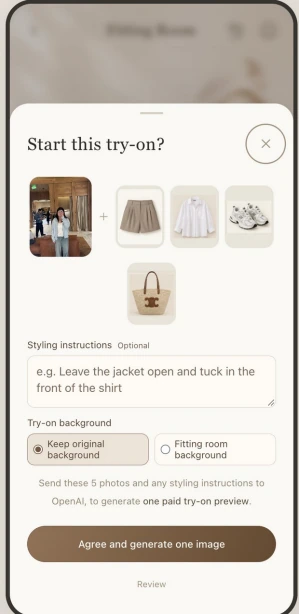 Fitting Room
Start this try-on?
Styling instructions Optional
e.g. Leave the jacket open and tuck in the
front of the shirt
Try-on background
Keep original
background
Fitting room
background
Send these 5 photos and any styling instructions to
OpenAI, to generate one paid try-on preview.
Agree and generate one image
Review